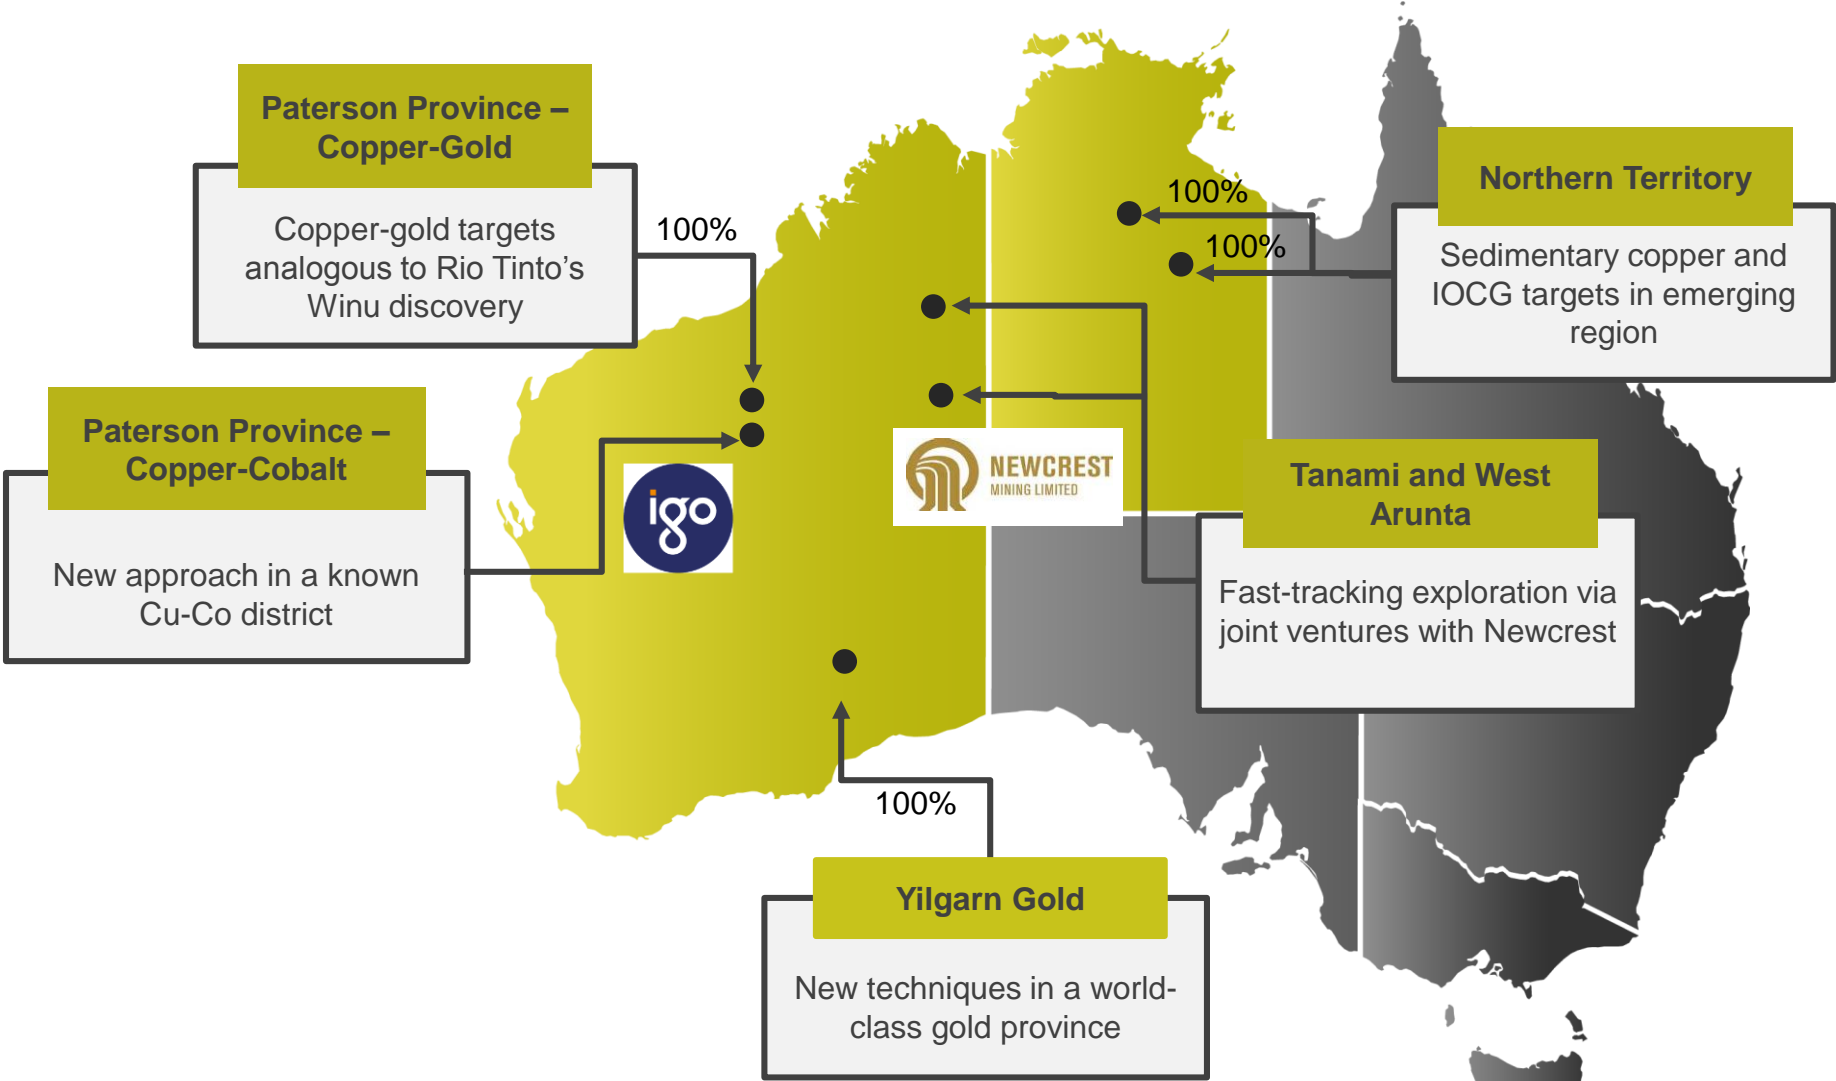 Paterson Province –
Copper-Gold
Copper-gold targets
analogous to Rio Tinto’s
Winu discovery
100%
Paterson Province –
Copper-Cobalt
New approach in a known
Cu-Co district
igo
NEWCREST
MINING LIMITED
100%
100%
Northern Territory
Sedimentary copper and
IOCG targets in emerging
region
Tanami and West
Arunta
Fast-tracking exploration via
joint ventures with Newcrest
100%
Yilgarn Gold
New techniques in a world-
class gold province